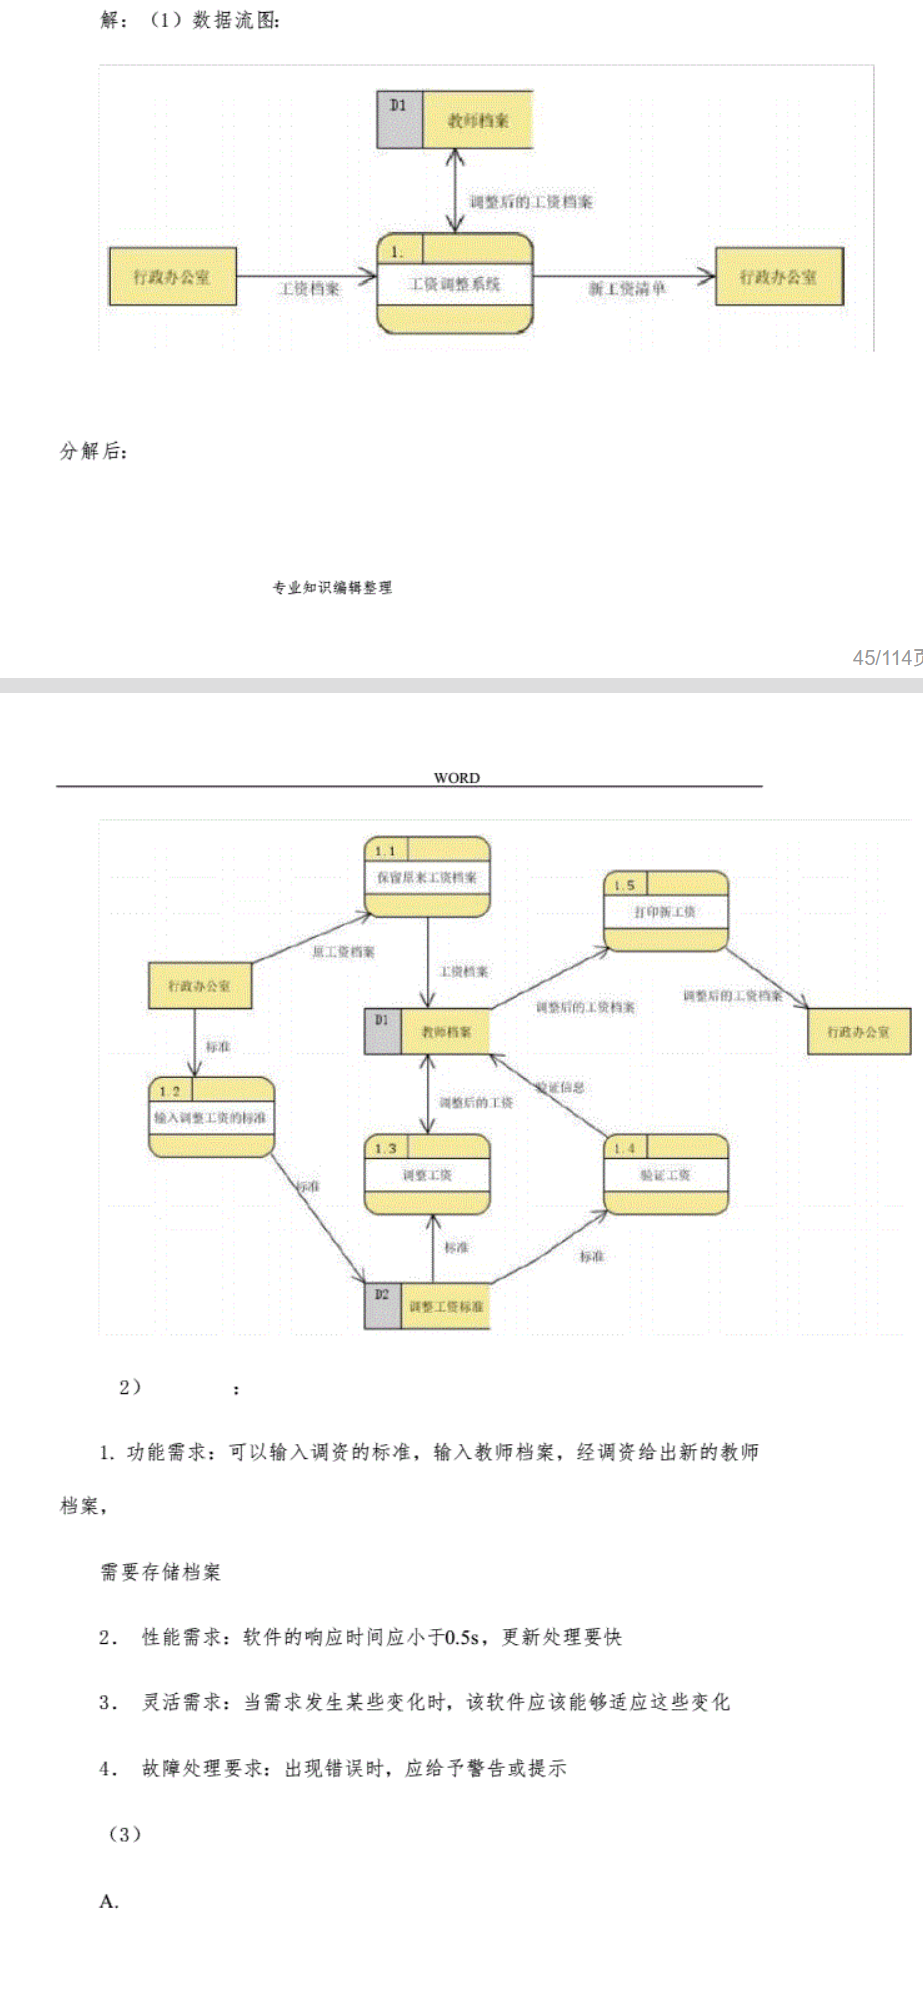 解：（1）数据流图：
D1
教师档案
调整后的工资档案
行政办公室
工资档案
1.
工资调整系统
新工资清单
行政办公室
分解后：
专业知识编辑整理
45/114页
WORD
1.1
保留原来工资档案
1.5
打印新工资
原工资档案
工资档案
行政办公室
调整后的工资档案
调整后的工资档案
D1
教师档案
行政办公室
标准
验证信息
1.2
输入调整工资的标准
调整后的工资
1.3
调整工资
1.4
验证工资
标准
标准
标准
D2
调整工资标准
2） ：
1. 功能需求：可以输入调资的标准，输入教师档案，经调资给出新的教师
档案，
需要存储档案
2. 性能需求：软件的响应时间应小于0.5s，更新处理要快
3. 灵活需求：当需求发生某些变化时，该软件应该能够适应这些变化
4. 故障处理要求：出现错误时，应给予警告或提示
（3）
A.